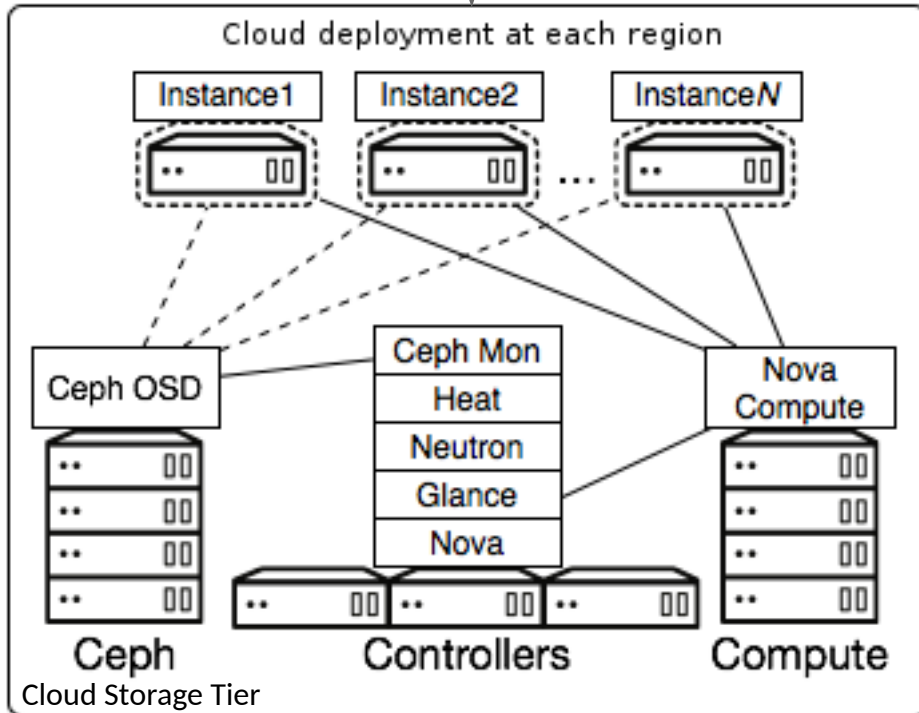 Cloud deployment at each region
Instance1
Instance2
InstanceN
...
Ceph OSD
Ceph Mon
Heat
Neutron
Glance
Nova
Nova
Compute
Ceph
Controllers
Compute
Cloud Storage Tier